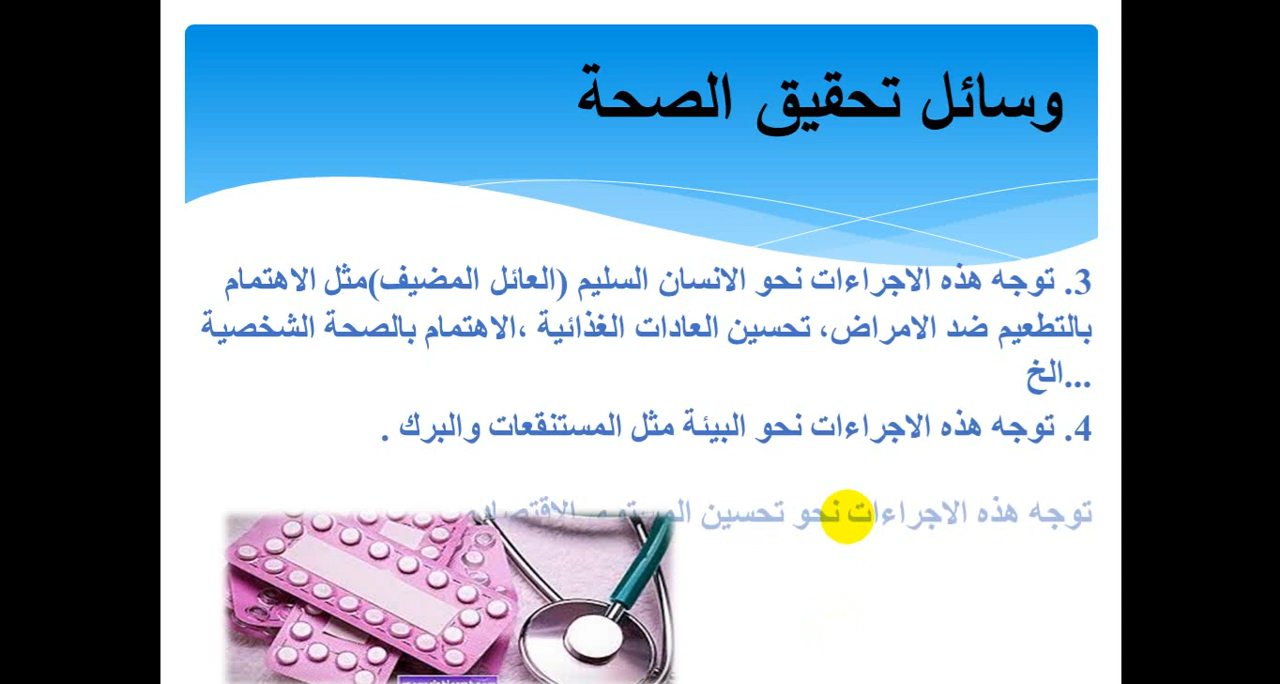 وسائل تحقيق الصحة
3. توجه هذه الاجراءات نحو الانسان السليم (العائل المضيف)مثل الاهتمام
بالتطعيم ضد الامراض، تحسين العادات الغذائية ،الاهتمام بالصحة الشخصية
...الخ
4. توجه هذه الاجراءات نحو البيئة مثل المستنقعات والبرك .
توجه هذه الاجراءات نحو تحسين المستوى